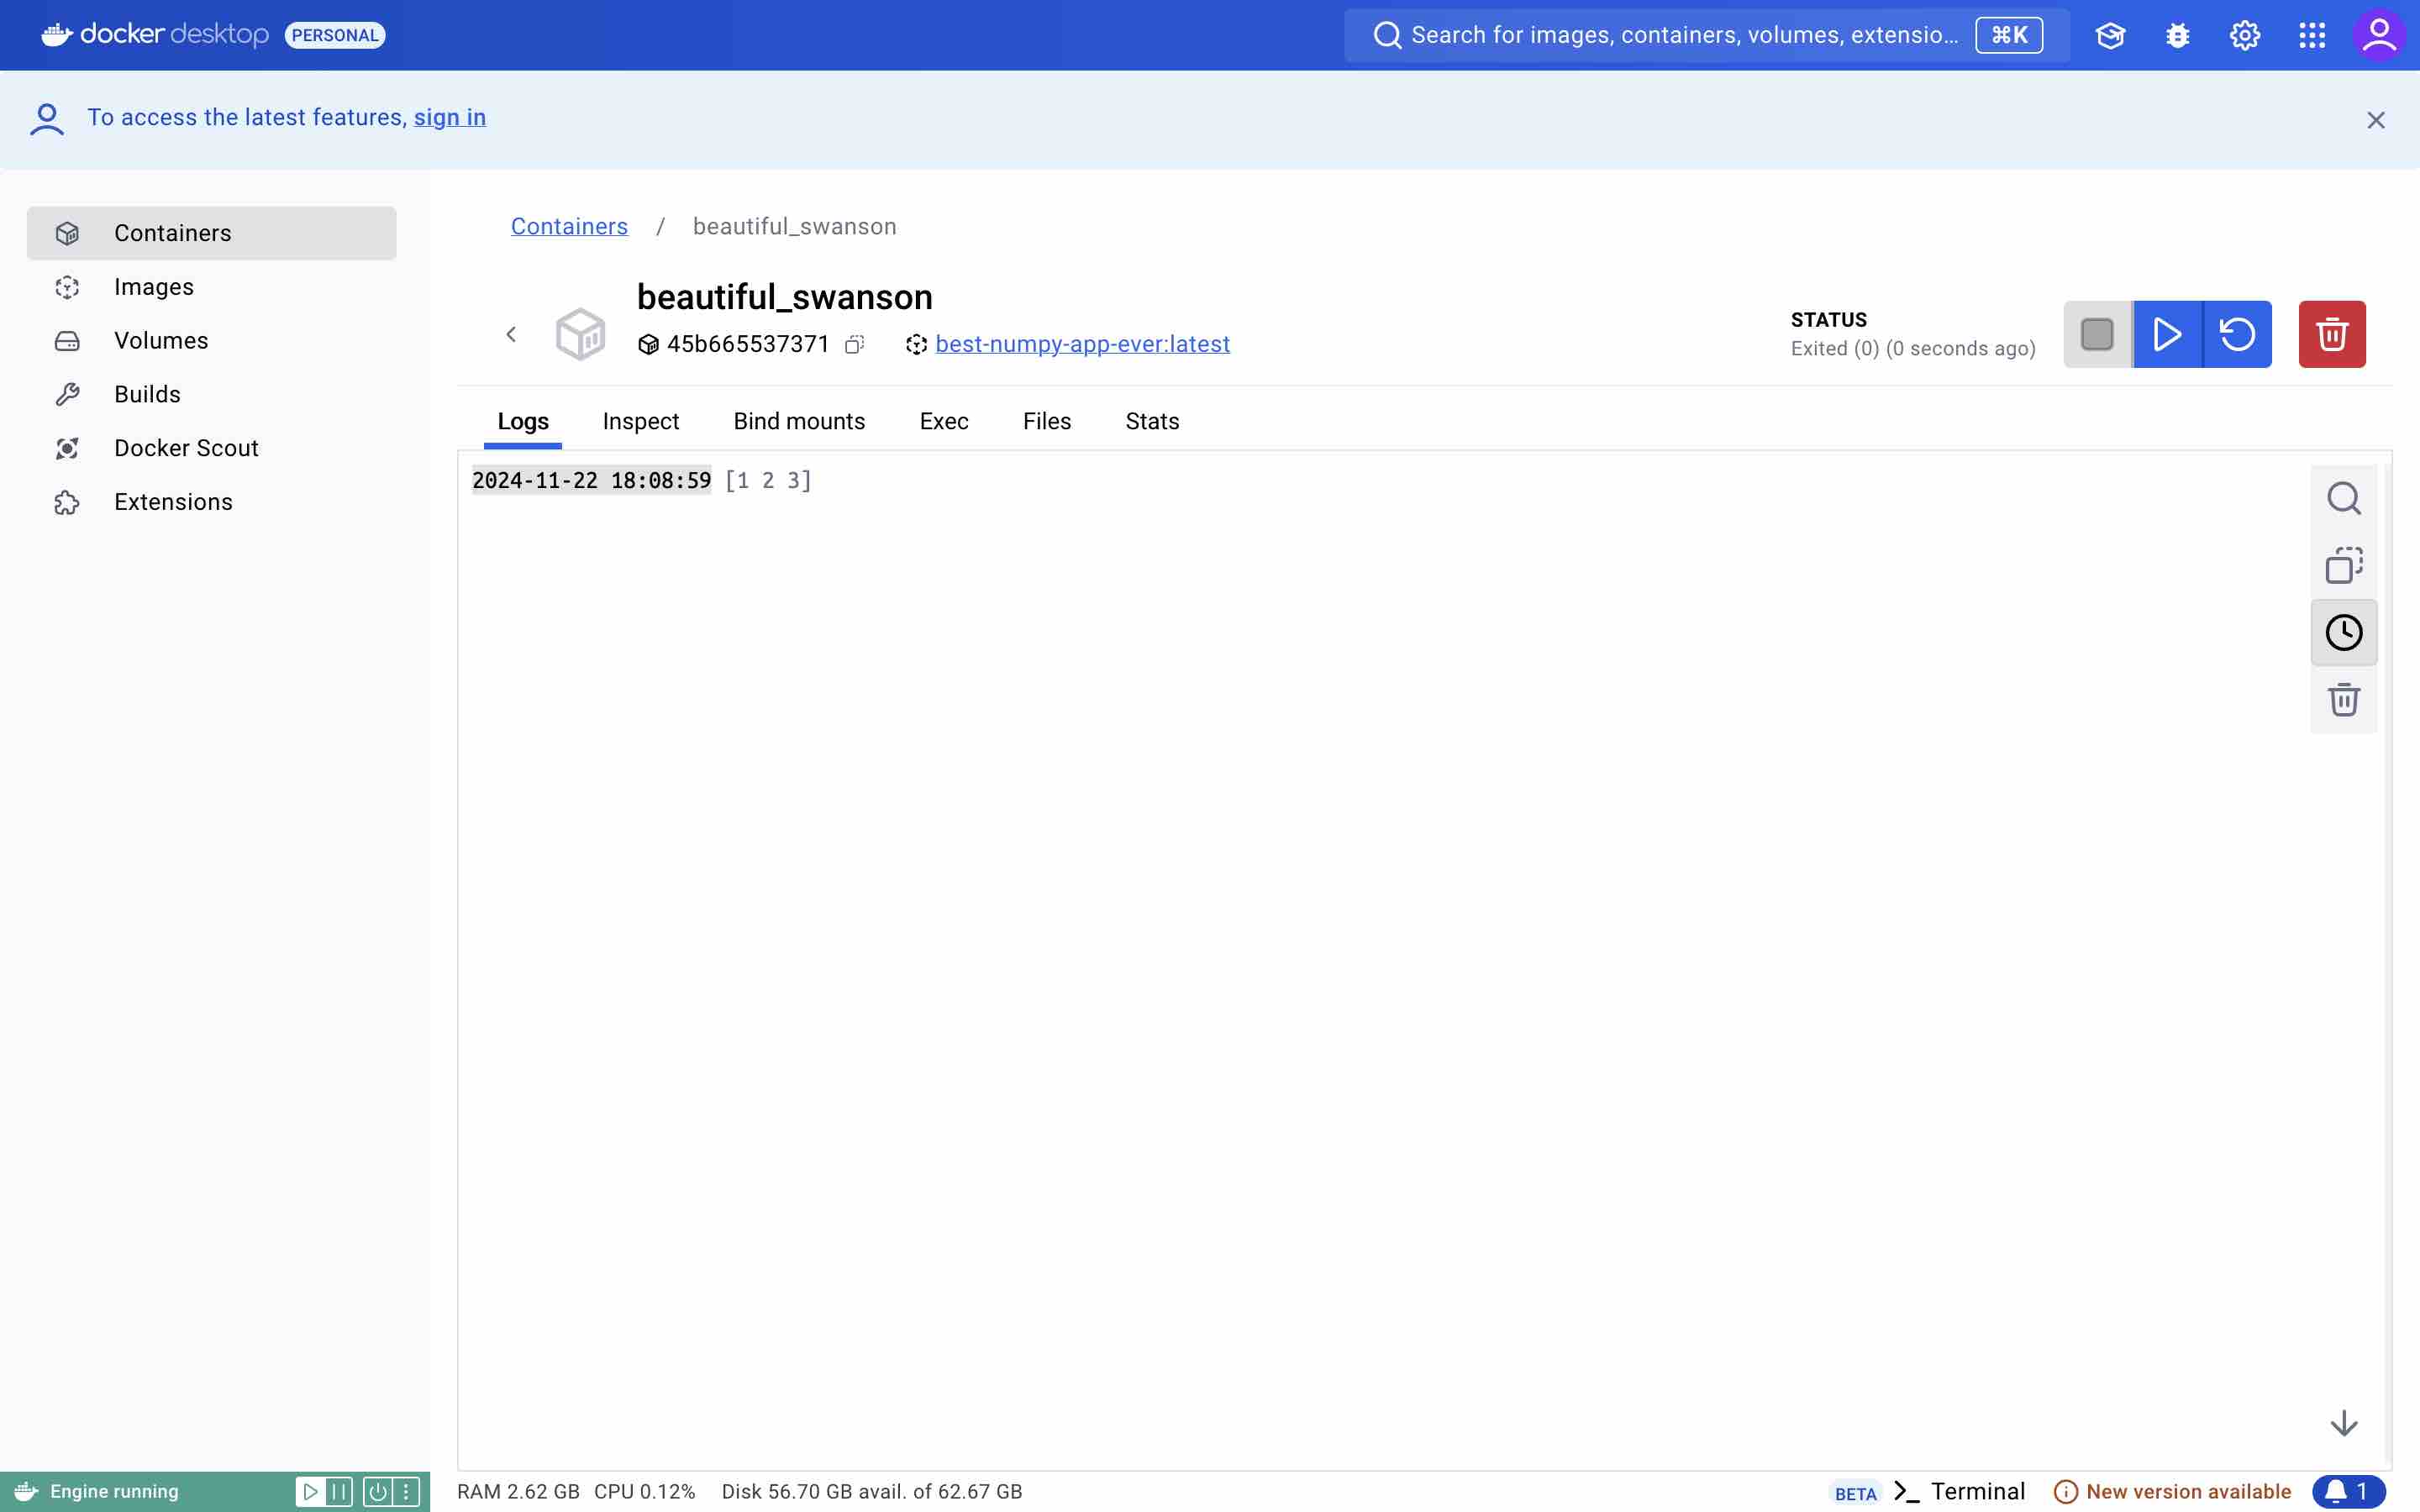 docker desktop PERSONAL
Search for images, containers, volumes, extensio... ⌘K
To access the latest features, sign in
Containers
Images
Volumes
Builds
Docker Scout
Extensions
Containers / beautiful_swanson
beautiful_swanson
45b665537371 best-numpy-app-ever:latest
STATUS
Exited (0) (0 seconds ago)
Logs Inspect Bind mounts Exec Files Stats
2024-11-22 18:08:59 [1 2 3]
Engine running
RAM 2.62 GB CPU 0.12% Disk 56.70 GB avail. of 62.67 GB
BETA >_ Terminal New version available 1